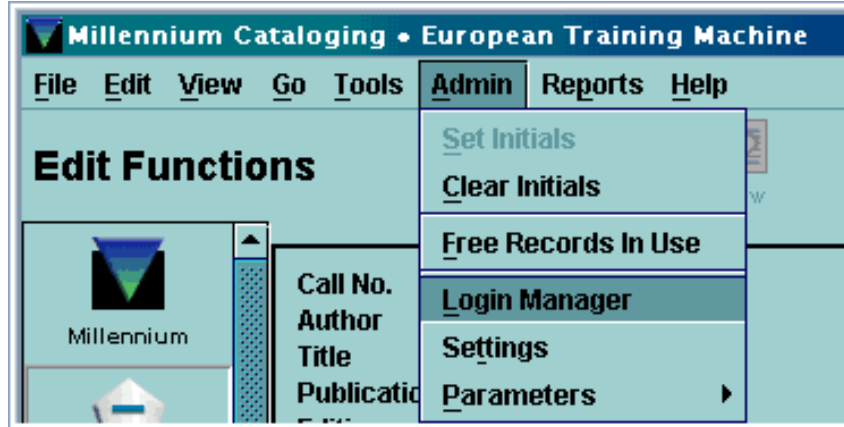 Millennium Cataloging • European Training Machine
File Edit View Go Tools Admin Reports Help
Edit Functions
Set Initials
Clear Initials
Free Records In Use
Login Manager
Settings
Parameters
Millennium
Call No.
Author
Title